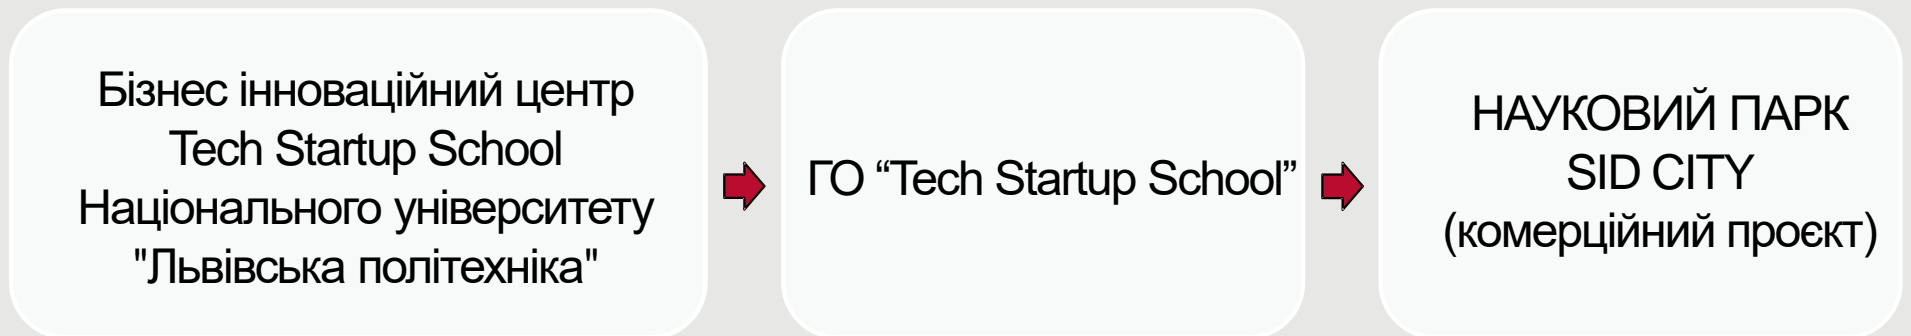 Бізнес інноваційний центр
Tech Startup School
Національного університету
"Львівська політехніка"
ГО “Tech Startup School”
НАУКОВИЙ ПАРК
SID CITY
(комерційний проєкт)